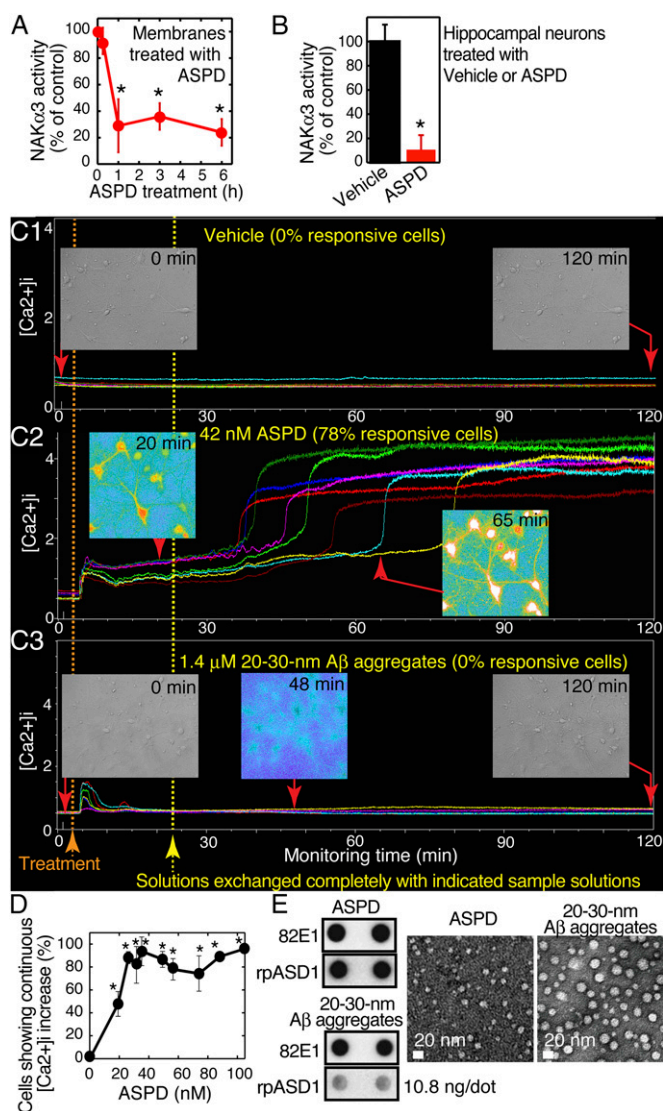 A
Membranes
treated with
ASPD
NAKα3 activity
(% of control)
100
80
60
40
20
0
*
*
*
0 1 2 3 4 5 6
ASPD treatment (h)
B
Hippocampal neurons
treated with
Vehicle or ASPD
NAKα3 activity
(% of control)
140
100
60
20
0
*
Vehicle
ASPD
C1
Vehicle (0% responsive cells)
0 min
120 min
[Ca2+]i
4
2
0
0 30 60 90 120
C2
42 nM ASPD (78% responsive cells)
20 min
65 min
[Ca2+]i
4
2
0
0 30 60 90 120
C3
1.4 μM 20-30-nm Aβ aggregates (0% responsive cells)
0 min
48 min
120 min
[Ca2+]i
4
2
0
0 30 60 90 120
Treatment
Monitoring time (min)
Solutions exchanged completely with indicated sample solutions
D
Cells showing continuous
[Ca2+]i increase (%)
100
80
60
40
20
0
* * * * * * * * *
0 20 40 60 80 100
ASPD (nM)
E
ASPD
82E1
rpASD1
20-30-nm
Aβ aggregates
82E1
rpASD1
10.8 ng/dot
ASPD
20 nm
20-30-nm
Aβ aggregates
20 nm